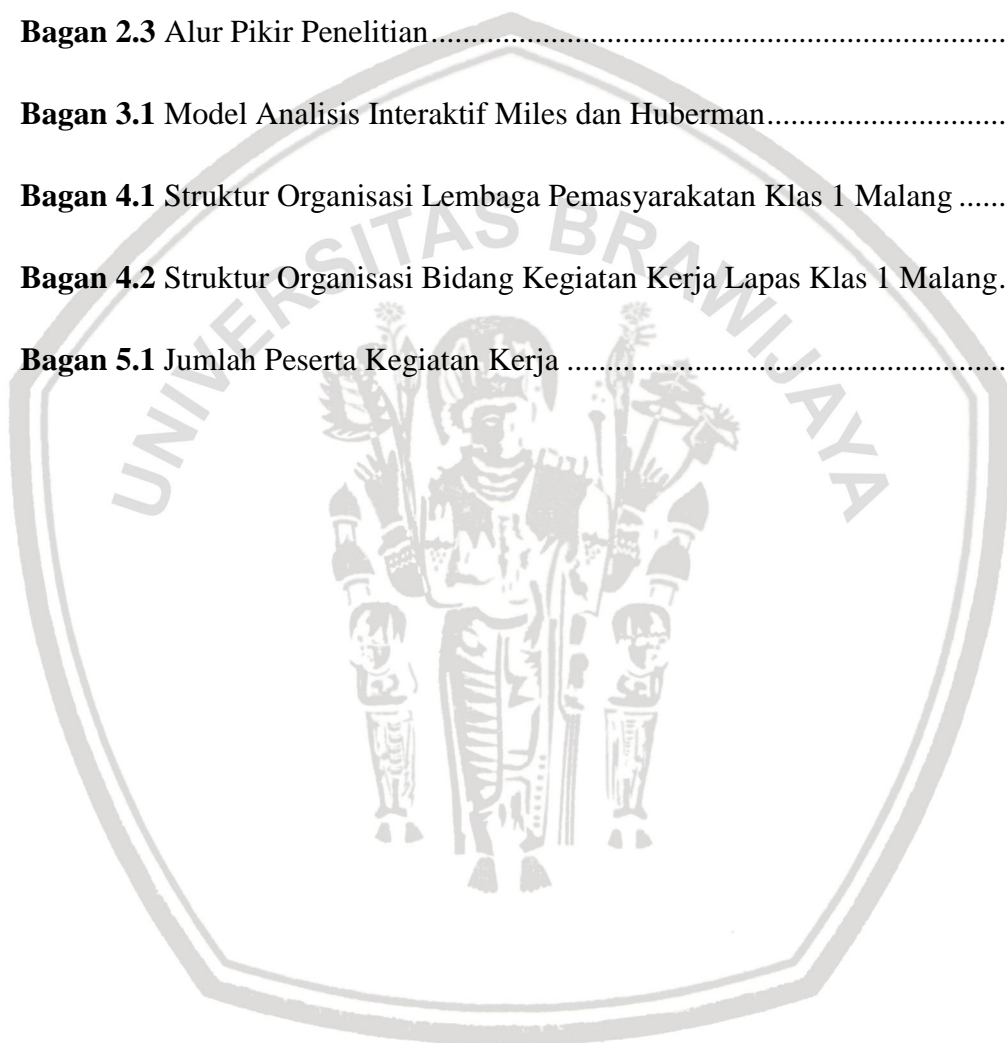 Bagan 2.3 Alur Pikir Penelitian........................................................................
Bagan 3.1 Model Analisis Interaktif Miles dan Huberman..............................
Bagan 4.1 Struktur Organisasi Lembaga Pemasyarakatan Klas 1 Malang ......
Bagan 4.2 Struktur Organisasi Bidang Kegiatan Kerja Lapas Klas 1 Malang.
Bagan 5.1 Jumlah Peserta Kegiatan Kerja .......................................................
UNIVERSITAS BRAWIJAYA